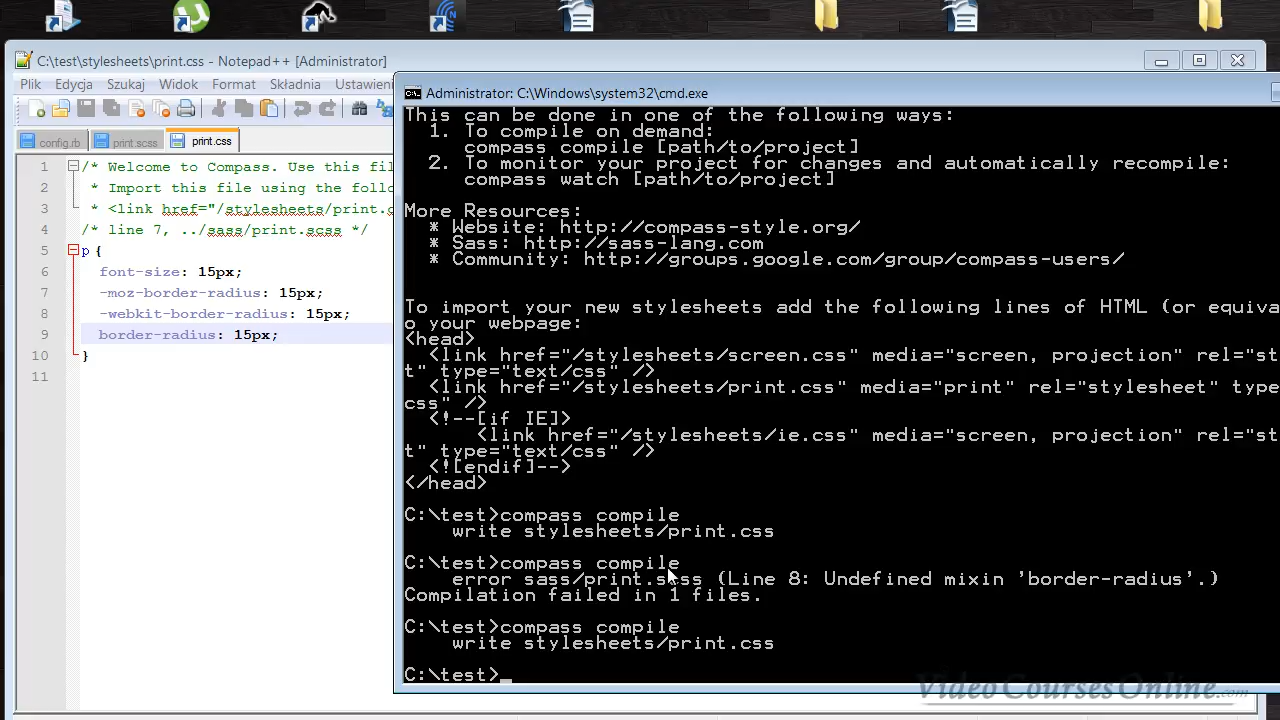 C:\test\stylesheets\print.css - Notepad++ [Administrator]
Plik Edycja Szukaj Widok Format Składnia Ustawieni
config.rb print.scss print.css
1 /* Welcome to Compass. Use this fil
2 * Import this file using the follo
3 * <link href="/stylesheets/print.c
4 /* line 7, ../sass/print.scss */
5 p {
6 font-size: 15px;
7 -moz-border-radius: 15px;
8 -webkit-border-radius: 15px;
9 border-radius: 15px;
10 }
11
Administrator: C:\Windows\system32\cmd.exe
This can be done in one of the following ways:
1. To compile on demand:
compass compile [path/to/project]
2. To monitor your project for changes and automatically recompile:
compass watch [path/to/project]
More Resources:
* Website: http://compass-style.org/
* Sass: http://sass-lang.com
* Community: http://groups.google.com/group/compass-users/
To import your new stylesheets add the following lines of HTML (or equiva
o your webpage:
<head>
<link href="/stylesheets/screen.css" media="screen, projection" rel="st
t" type="text/css" />
<link href="/stylesheets/print.css" media="print" rel="stylesheet" type
css" />
<!--[if IE]>
<link href="/stylesheets/ie.css" media="screen, projection" rel="st
t" type="text/css" />
<![endif]-->
</head>
C:\test>compass compile
write stylesheets/print.css
C:\test>compass compile
error sass/print.scss (Line 8: Undefined mixin 'border-radius'.)
Compilation failed in 1 files.
C:\test>compass compile
write stylesheets/print.css
C:\test>_
VideoCoursesOnline.com